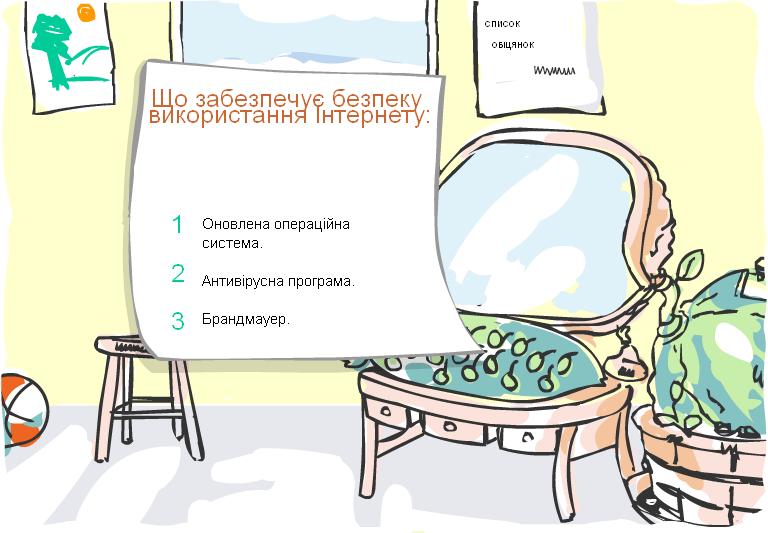 список
обіцянок
Що забезпечує безпеку
використання Інтернету:
1 Оновлена операційна
система.
2 Антивірусна програма.
3 Брандмауер.